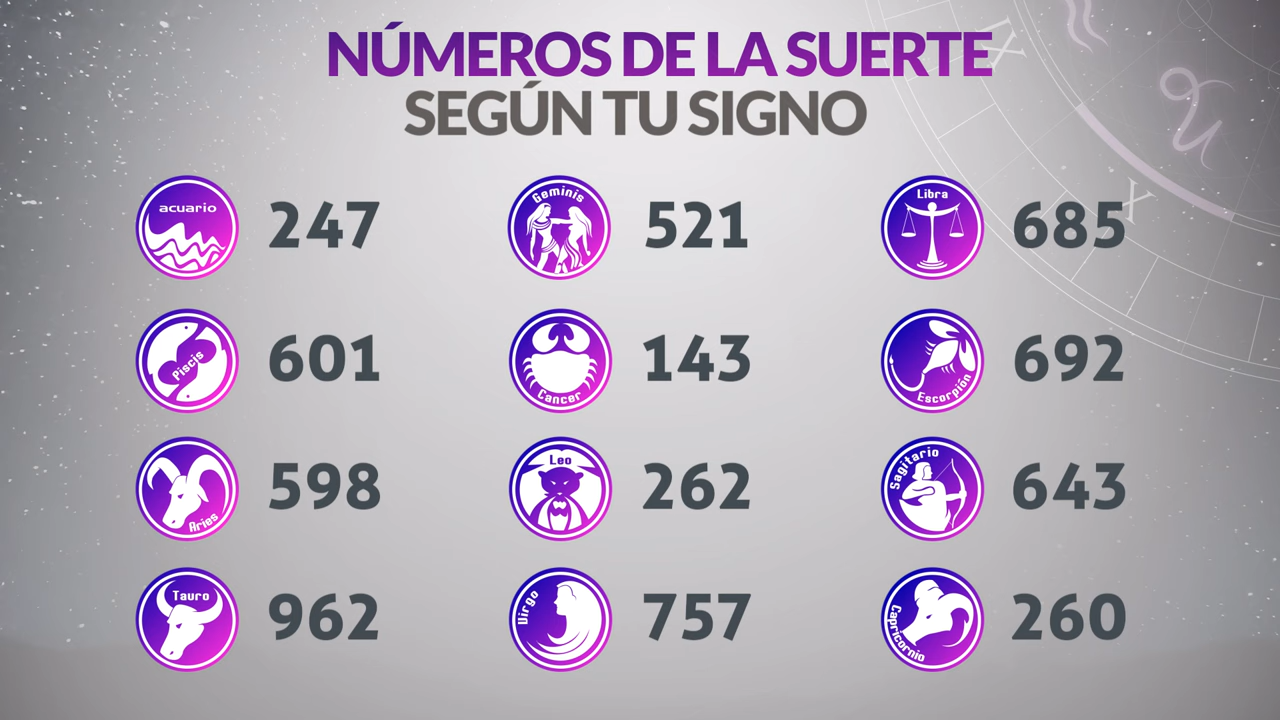 NÚMEROS DE LA SUERTE
SEGÚN TU SIGNO
acuario 247
Geminis 521
Libra 685
Piscis 601
Cancer 143
Escorpión 692
Aries 598
Leo 262
Sagitario 643
Tauro 962
Virgo 757
Capricornio 260
X
X